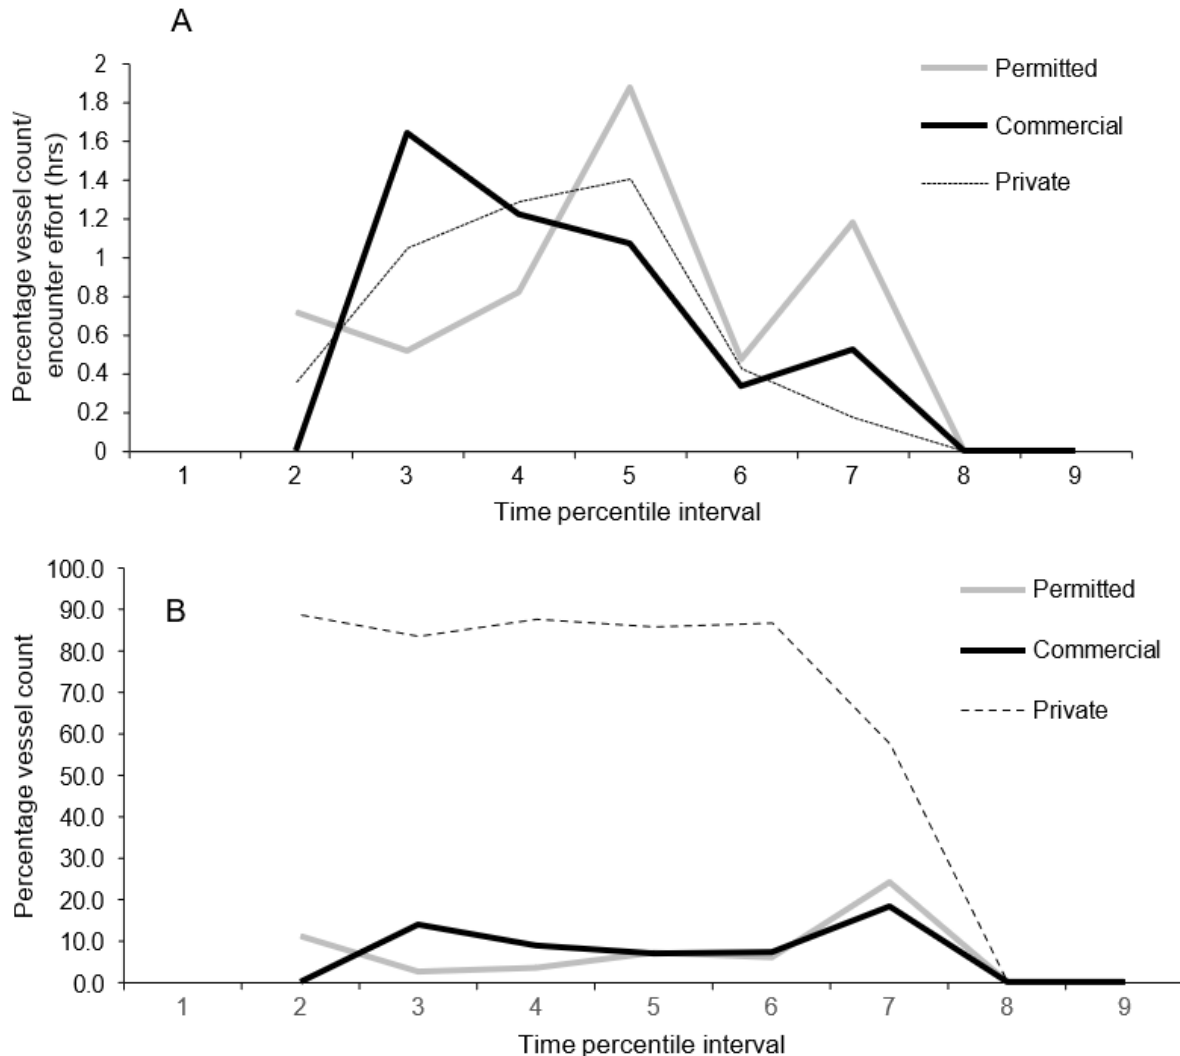 A
Percentage vessel count/
encounter effort (hrs)
2
1.8
1.6
1.4
1.2
1
0.8
0.6
0.4
0.2
0
Permitted
Commercial
Private
1 2 3 4 5 6 7 8 9
Time percentile interval
B
Percentage vessel count
100.0
90.0
80.0
70.0
60.0
50.0
40.0
30.0
20.0
10.0
0.0
Permitted
Commercial
Private
1 2 3 4 5 6 7 8 9
Time percentile interval